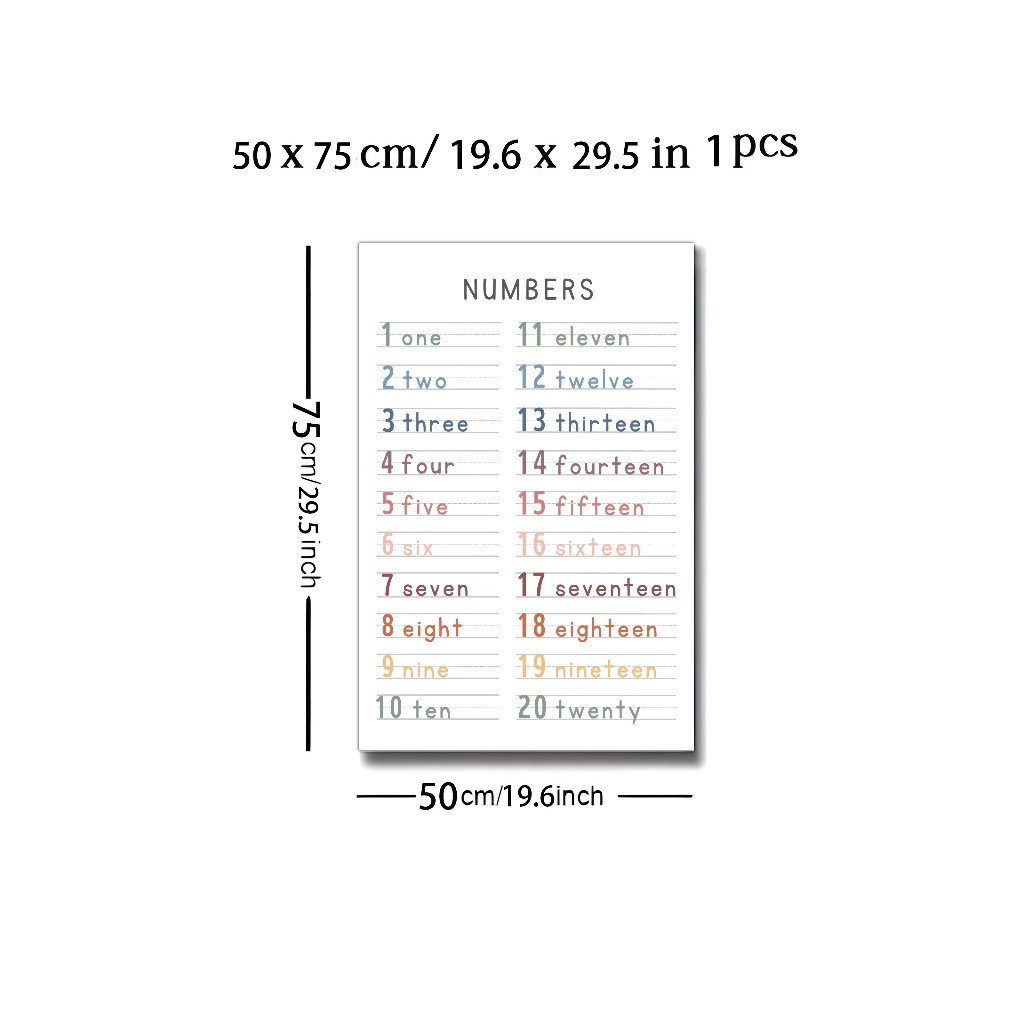 50 x 75 cm/ 19.6 x 29.5 in 1 pcs
75cm/29.5inch
NUMBERS
1 one
2 two
3 three
4 four
5 five
6 six
7 seven
8 eight
9 nine
10 ten
11 eleven
12 twelve
13 thirteen
14 fourteen
15 fifteen
16 sixteen
17 seventeen
18 eighteen
19 nineteen
20 twenty
50cm/19.6inch